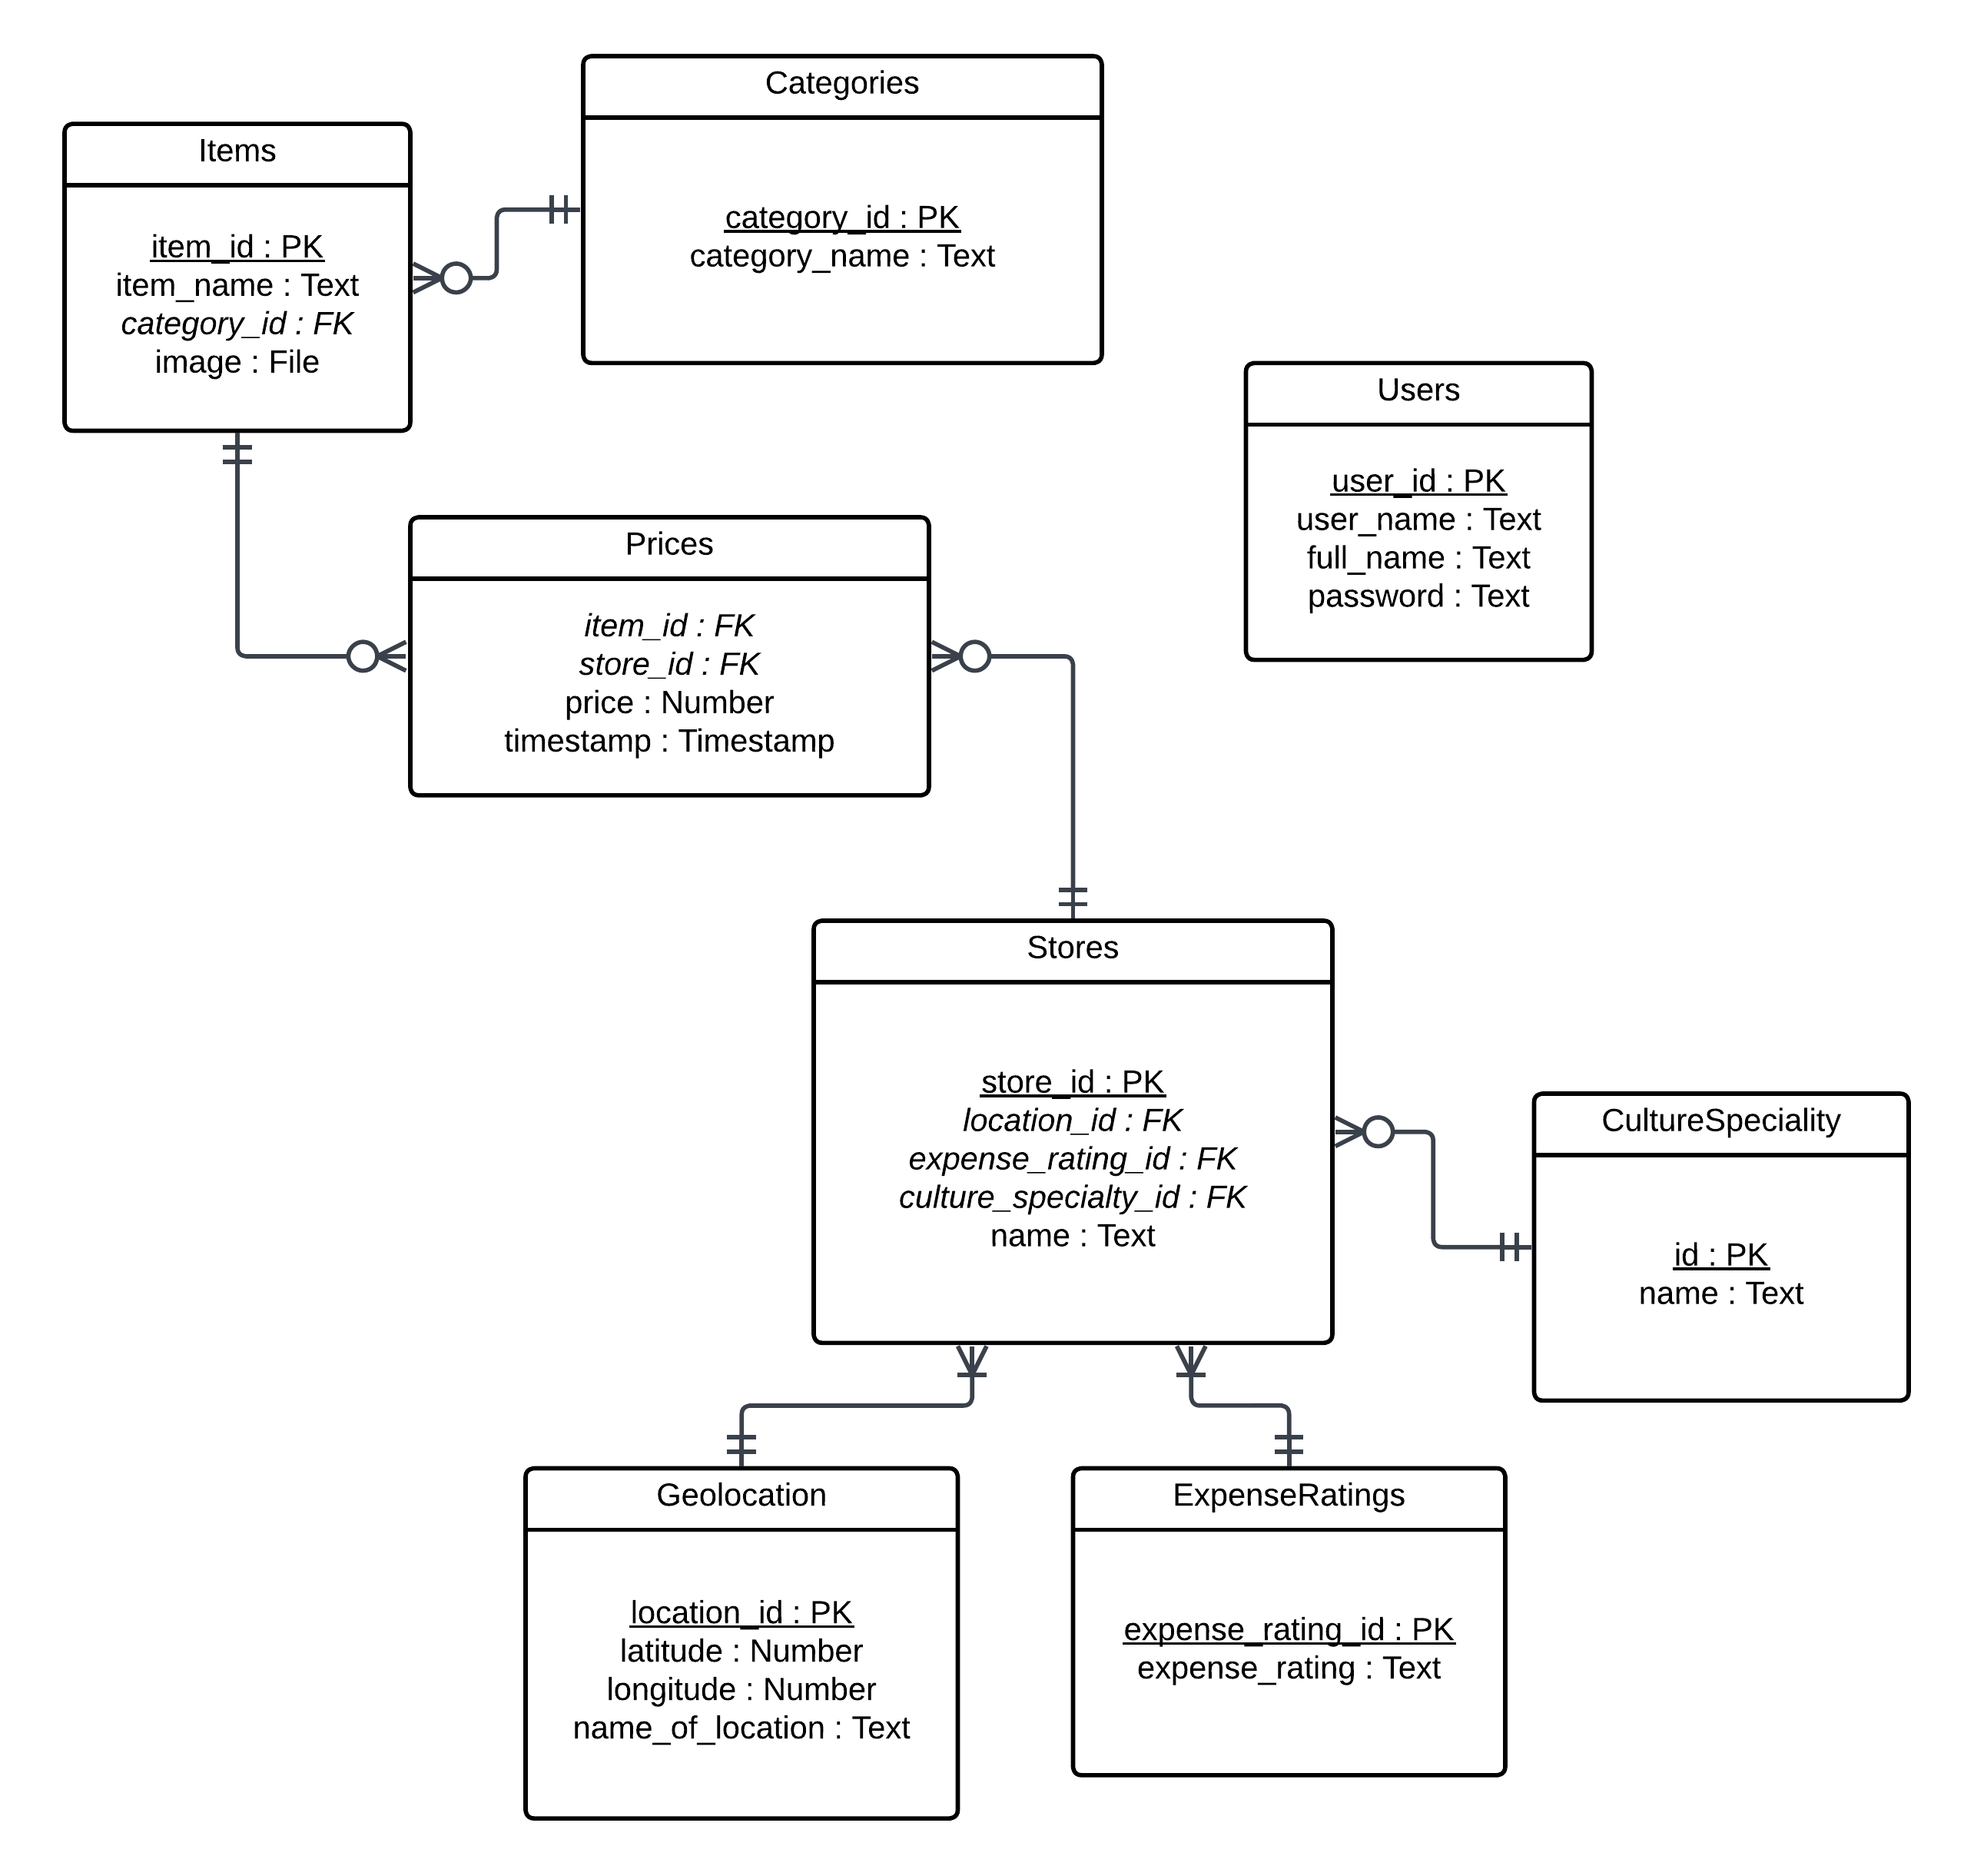 Categories
category_id : PK
category_name : Text
Items
item_id : PK
item_name : Text
category_id : FK
image : File
Users
user_id : PK
user_name : Text
full_name : Text
password : Text
Prices
item_id : FK
store_id : FK
price : Number
timestamp : Timestamp
Stores
store_id : PK
location_id : FK
expense_rating_id : FK
culture_specialty_id : FK
name : Text
CultureSpeciality
id : PK
name : Text
Geolocation
location_id : PK
latitude : Number
longitude : Number
name_of_location : Text
ExpenseRatings
expense_rating_id : PK
expense_rating : Text